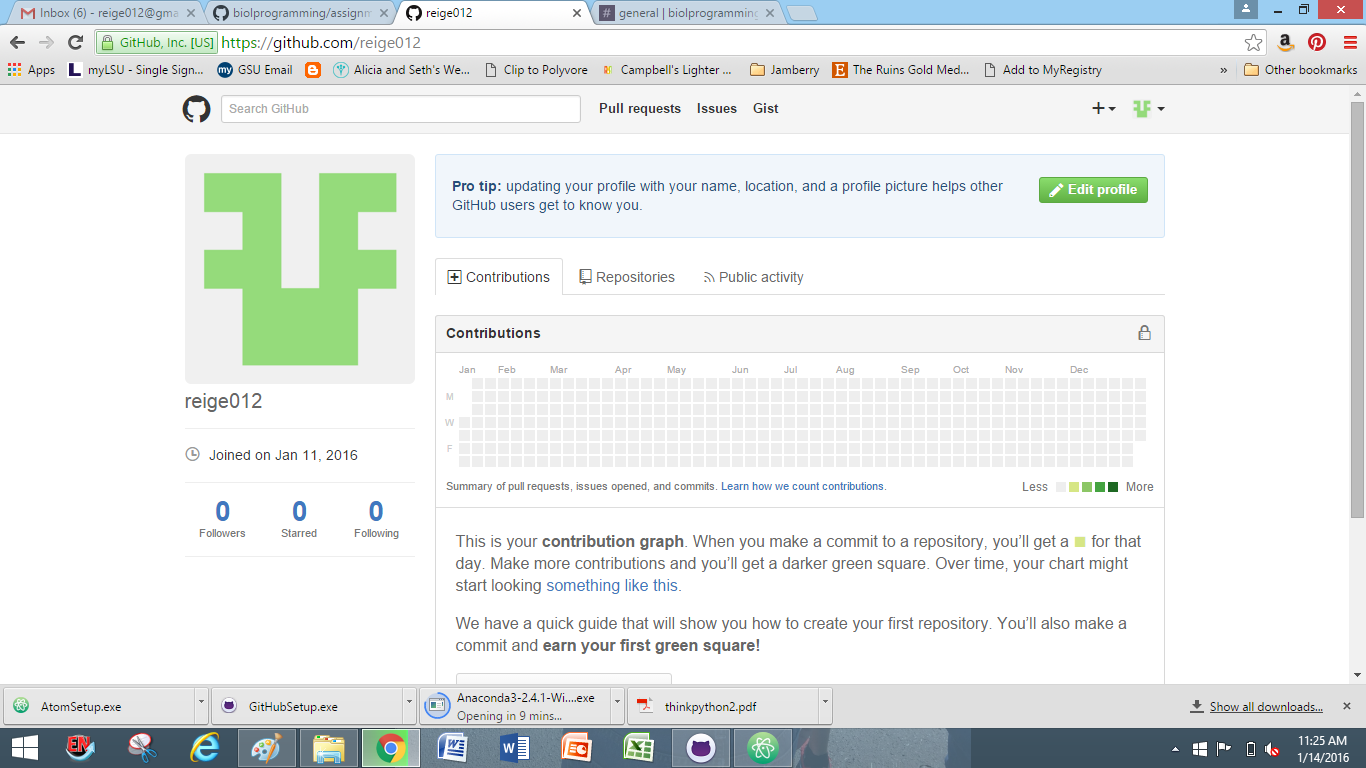 Inbox (6) - reige012@gma
biolprogramming/assignm
reige012
general | biolprogramming
GitHub, Inc. [US] https://github.com/reige012
Apps myLSU - Single Sign... GSU Email Alicia and Seth's We... Clip to Polyvore Campbell's Lighter ... Jamberry The Ruins Gold Med... Add to MyRegistry » Other bookmarks
Search GitHub Pull requests Issues Gist
Pro tip: updating your profile with your name, location, and a profile picture helps other
GitHub users get to know you.
Edit profile
Contributions Repositories Public activity
Contributions
Jan Feb Mar Apr May Jun Jul Aug Sep Oct Nov Dec
M
W
F
Summary of pull requests, issues opened, and commits. Learn how we count contributions. Less More
reige012
Joined on Jan 11, 2016
0 0 0
Followers Starred Following
This is your contribution graph. When you make a commit to a repository, you'll get a for that
day. Make more contributions and you'll get a darker green square. Over time, your chart might
start looking something like this.
We have a quick guide that will show you how to create your first repository. You'll also make a
commit and earn your first green square!
AtomSetup.exe
GitHubSetup.exe
Anaconda3-2.4.1-Wi....exe
Opening in 9 mins...
thinkpython2.pdf
Show all downloads...
11:25 AM
1/14/2016